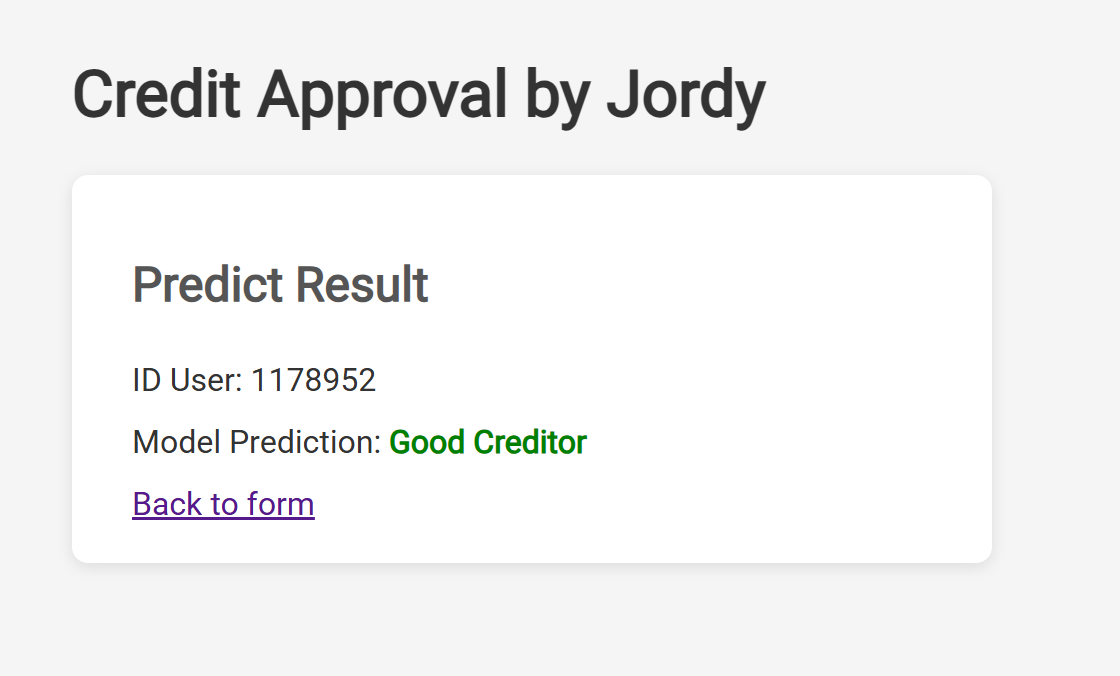 Credit Approval by Jordy
Predict Result
ID User: 1178952
Model Prediction: Good Creditor
Back to form